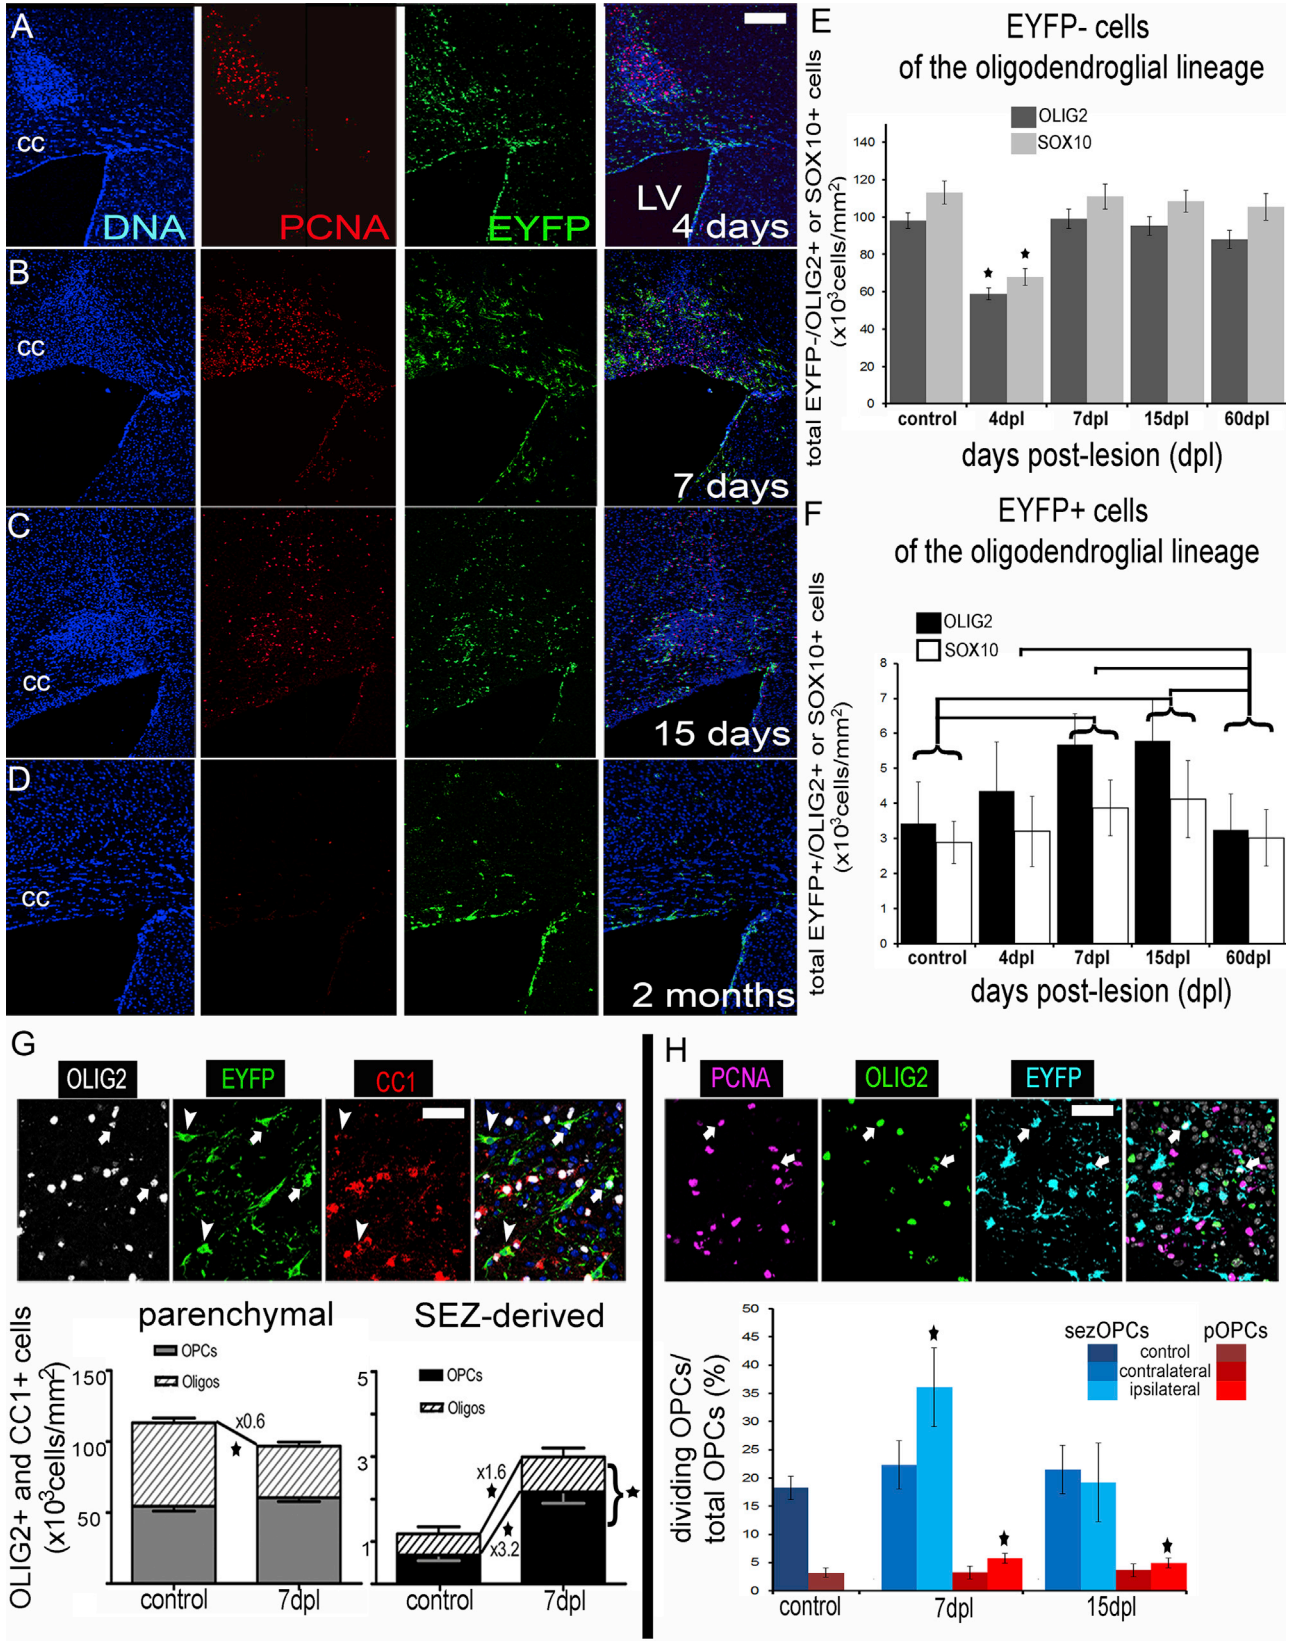 A
cc
DNA
PCNA
EYFP
LV
4 days
B
cc
7 days
C
cc
15 days
D
cc
2 months
E
EYFP- cells
of the oligodendroglial lineage
total EYFP-/OLIG2+ or SOX10+ cells
(x10³cells/mm²)
OLIG2
SOX10
140
120
100
80
60
40
20
0
control 4dpl 7dpl 15dpl 60dpl
days post-lesion (dpl)
F
EYFP+ cells
of the oligodendroglial lineage
total EYFP+/OLIG2+ or SOX10+ cells
(x10³cells/mm²)
OLIG2
SOX10
8
7
6
5
4
3
2
1
0
control 4dpl 7dpl 15dpl 60dpl
days post-lesion (dpl)
G
OLIG2
EYFP
CC1
parenchymal
SEZ-derived
OLIG2+ and CC1+ cells
(x10³cells/mm²)
OPCs
Oligos
150
100
50
x0.6
control 7dpl
OPCs
Oligos
5
3
1
x1.6
x3.2
control 7dpl
H
PCNA
OLIG2
EYFP
dividing OPCs/
total OPCs (%)
50
45
40
35
30
25
20
15
10
5
0
sezOPCs pOPCs
control
contralateral
ipsilateral
control 7dpl 15dpl